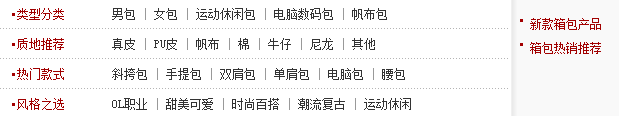 ·类型分类 男包 | 女包 | 运动休闲包 | 电脑数码包 | 帆布包
·质地推荐 真皮 | PU皮 | 帆布 | 棉 | 牛仔 | 尼龙 | 其他
·热门款式 斜挎包 | 手提包 | 双肩包 | 单肩包 | 电脑包 | 腰包
·风格之选 OL职业 | 甜美可爱 | 时尚百搭 | 潮流复古 | 运动休闲
·新款箱包产品
·箱包热销推荐